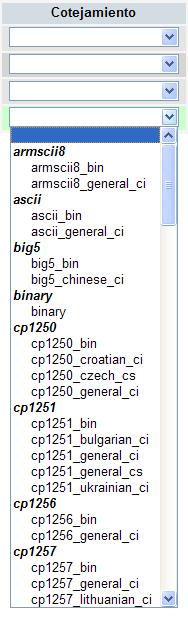 Cotejamiento
armscii8
armscii8_bin
armscii8_general_ci
ascii
ascii_bin
ascii_general_ci
big5
big5_bin
big5_chinese_ci
binary
binary
cp1250
cp1250_bin
cp1250_croatian_ci
cp1250_czech_cs
cp1250_general_ci
cp1251
cp1251_bin
cp1251_bulgarian_ci
cp1251_general_ci
cp1251_general_cs
cp1251_ukrainian_ci
cp1256
cp1256_bin
cp1256_general_ci
cp1257
cp1257_bin
cp1257_general_ci
cp1257_lithuanian_ci